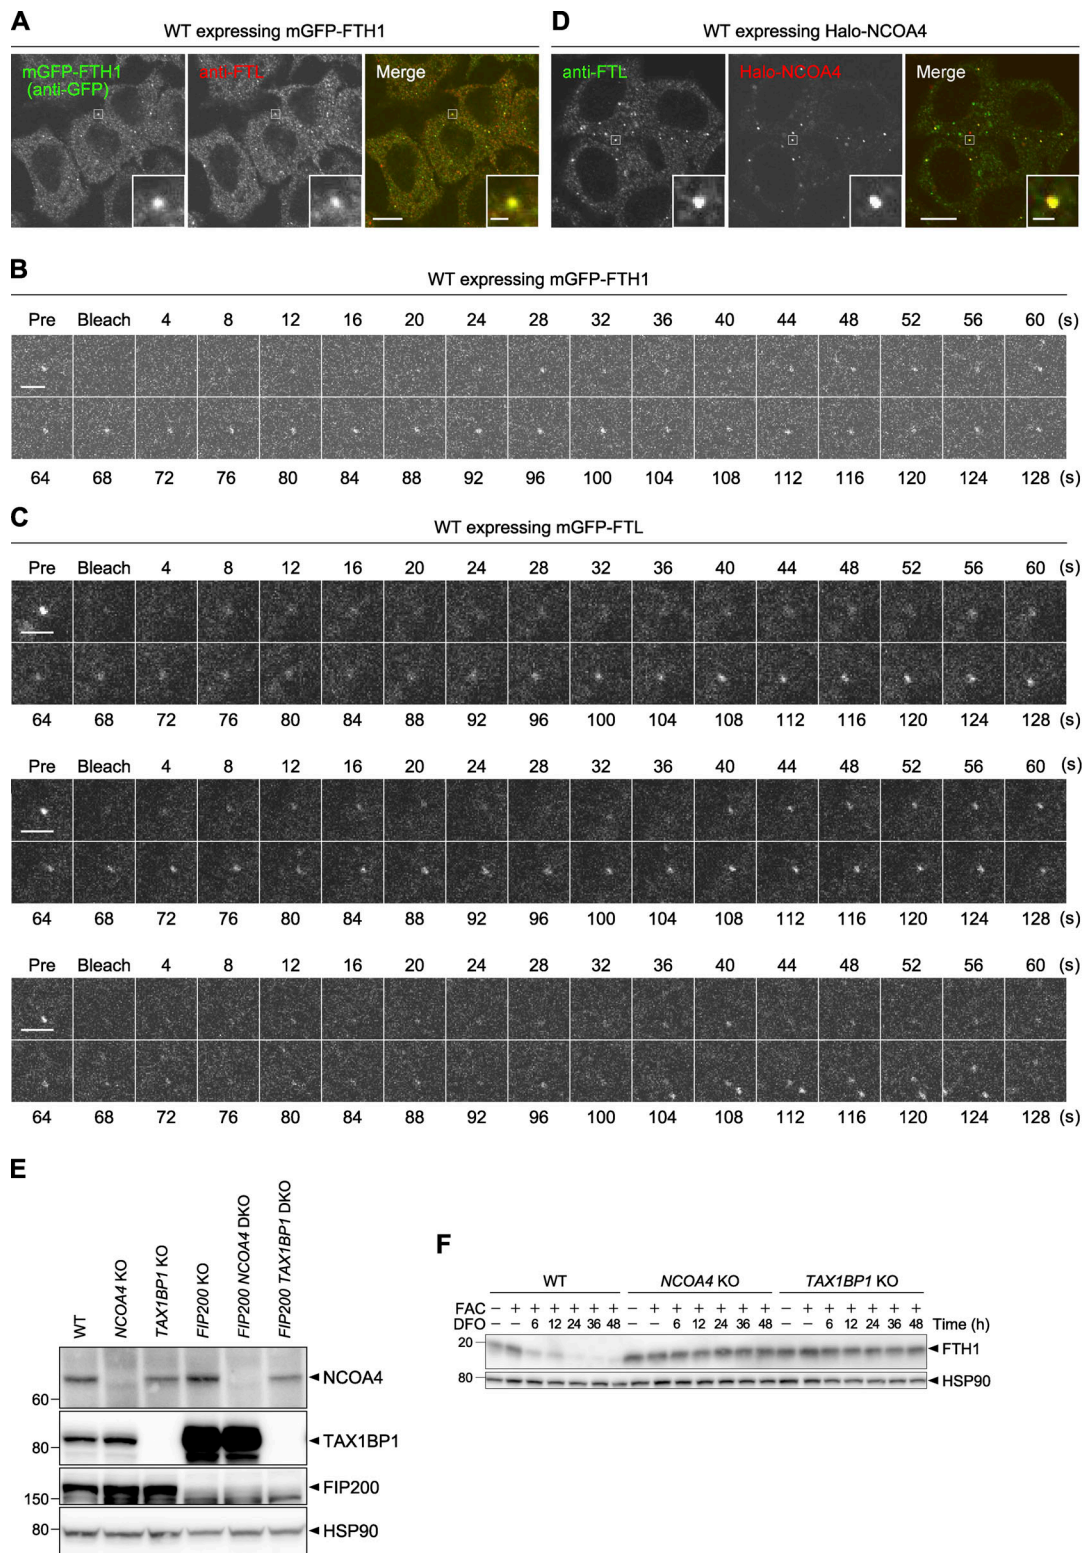 A
WT expressing mGFP-FTH1
mGFP-FTH1
(anti-GFP)
anti-FTL
Merge
D
WT expressing Halo-NCOA4
anti-FTL
Halo-NCOA4
Merge
B
WT expressing mGFP-FTH1
Pre Bleach 4 8 12 16 20 24 28 32 36 40 44 48 52 56 60 (s)
64 68 72 76 80 84 88 92 96 100 104 108 112 116 120 124 128 (s)
C
WT expressing mGFP-FTL
Pre Bleach 4 8 12 16 20 24 28 32 36 40 44 48 52 56 60 (s)
64 68 72 76 80 84 88 92 96 100 104 108 112 116 120 124 128 (s)
Pre Bleach 4 8 12 16 20 24 28 32 36 40 44 48 52 56 60 (s)
64 68 72 76 80 84 88 92 96 100 104 108 112 116 120 124 128 (s)
Pre Bleach 4 8 12 16 20 24 28 32 36 40 44 48 52 56 60 (s)
64 68 72 76 80 84 88 92 96 100 104 108 112 116 120 124 128 (s)
E
WT
NCOA4 KO
TAX1BP1 KO
FIP200 KO
FIP200 NCOA4 DKO
FIP200 TAX1BP1 DKO
60
NCOA4
80
TAX1BP1
150
FIP200
80
HSP90
F
WT NCOA4 KO TAX1BP1 KO
FAC − + + + + + + − + + + + + + − + + + + + +
DFO − − 6 12 24 36 48 − − 6 12 24 36 48 − − 6 12 24 36 48 Time (h)
20 FTH1
80 HSP90